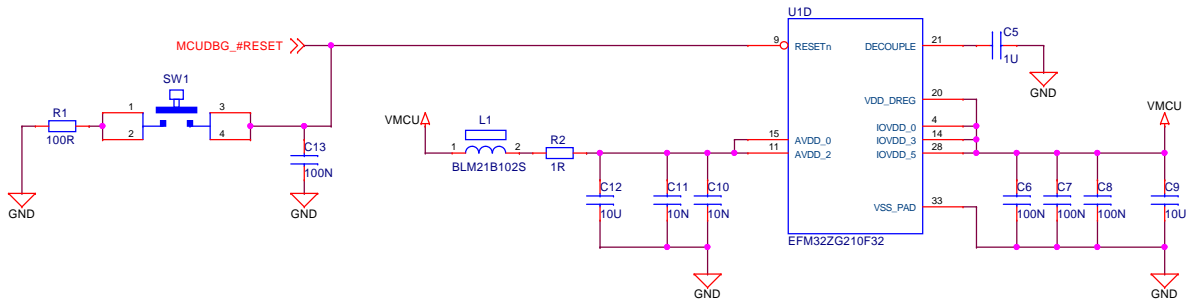 U1D
MCUDBG_#RESET
9
RESETn
DECOUPLE
21
C5
1U
GND
SW1
R1
100R
1
2
3
4
C13
100N
GND
GND
VMCU
L1
1
2
BLM21B102S
R2
1R
15
AVDD_0
11
AVDD_2
VDD_DREG
20
IOVDD_0
4
IOVDD_3
14
IOVDD_5
28
VMCU
C12
10U
C11
10N
C10
10N
GND
VSS_PAD
33
C6
100N
C7
100N
C8
100N
C9
10U
GND
EFM32ZG210F32